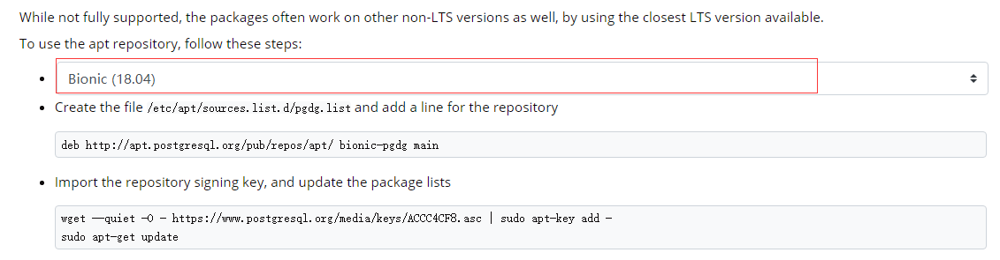 While not fully supported, the packages often work on other non-LTS versions as well, by using the closest LTS version available.
To use the apt repository, follow these steps:
Bionic (18.04)
Create the file /etc/apt/sources.list.d/pgdg.list and add a line for the repository
deb http://apt.postgresql.org/pub/repos/apt/ bionic-pgdg main
Import the repository signing key, and update the package lists
wget --quiet -O - https://www.postgresql.org/media/keys/ACCC4CF8.asc | sudo apt-key add -
sudo apt-get update